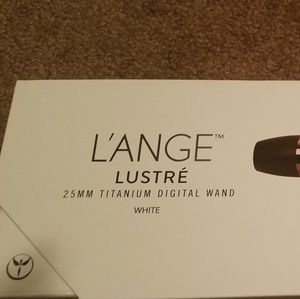 L'ANGE™
LUSTRÉ
25MM TITANIUM DIGITAL WAND
WHITE